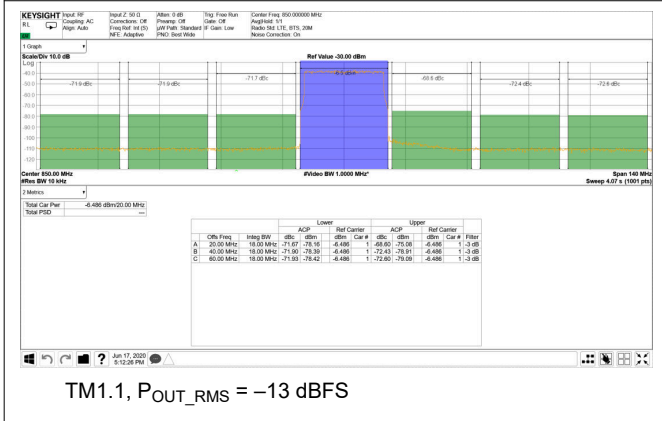 KEYSIGHT Input: RF Input Z: 50 Ω Atten: 0 dB Trig: Free Run Center Freq: 850.000000 MHz
RL Coupling: AC Corrections: Off Preamp: Off Gate: Off Avg|Hold: 1/1
Align: Auto Freq Ref: Int (S) µW Path: Standard IF Gain: Low Radio Std: LTE, BTS, 20M
NFE: Adaptive PNO: Best Wide Noise Correction: On
1 Graph
Scale/Div 10.0 dB Ref Value -30.00 dBm
Log
-40.0
-50.0
-60.0
-70.0
-80.0
-90.0
-100
-110
-120
-71.9 dBc -71.9 dBc -71.7 dBc -68.6 dBc -72.4 dBc -72.6 dBc
Center 850.00 MHz #Video BW 1.0000 MHz* Span 140 MHz
#Res BW 10 kHz Sweep 4.07 s (1001 pts)
2 Metrics
Total Car Pwr -6.486 dBm/20.00 MHz
Total PSD ---
Lower Upper
ACP Ref Carrier ACP Ref Carrier
Offs Freq Integ BW dBc dBm dBm Car # dBc dBm dBm Car # Filter
A 20.00 MHz 18.00 MHz -71.67 -78.16 -6.486 1 -68.60 -75.08 -6.486 1 -3 dB
B 40.00 MHz 18.00 MHz -71.90 -78.39 -6.486 1 -72.43 -78.91 -6.486 1 -3 dB
C 60.00 MHz 18.00 MHz -71.93 -78.42 -6.486 1 -72.60 -79.09 -6.486 1 -3 dB
? Jun 17, 2020
5:12:26 PM
TM1.1, POUT_RMS = –13 dBFS